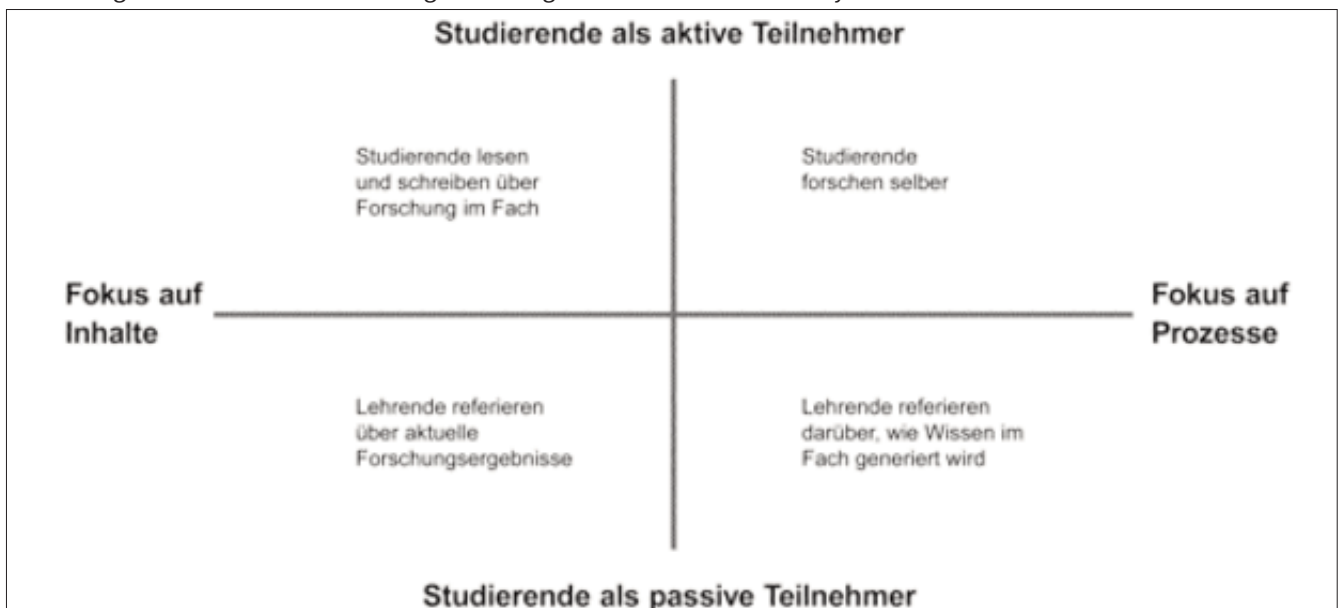 Studierende als aktive Teilnehmer
Studierende lesen
und schreiben über
Forschung im Fach
Studierende
forschen selber
Fokus auf
Inhalte
Fokus auf
Prozesse
Lehrende referieren
über aktuelle
Forschungsergebnisse
Lehrende referieren
darüber, wie Wissen im
Fach generiert wird
Studierende als passive Teilnehmer